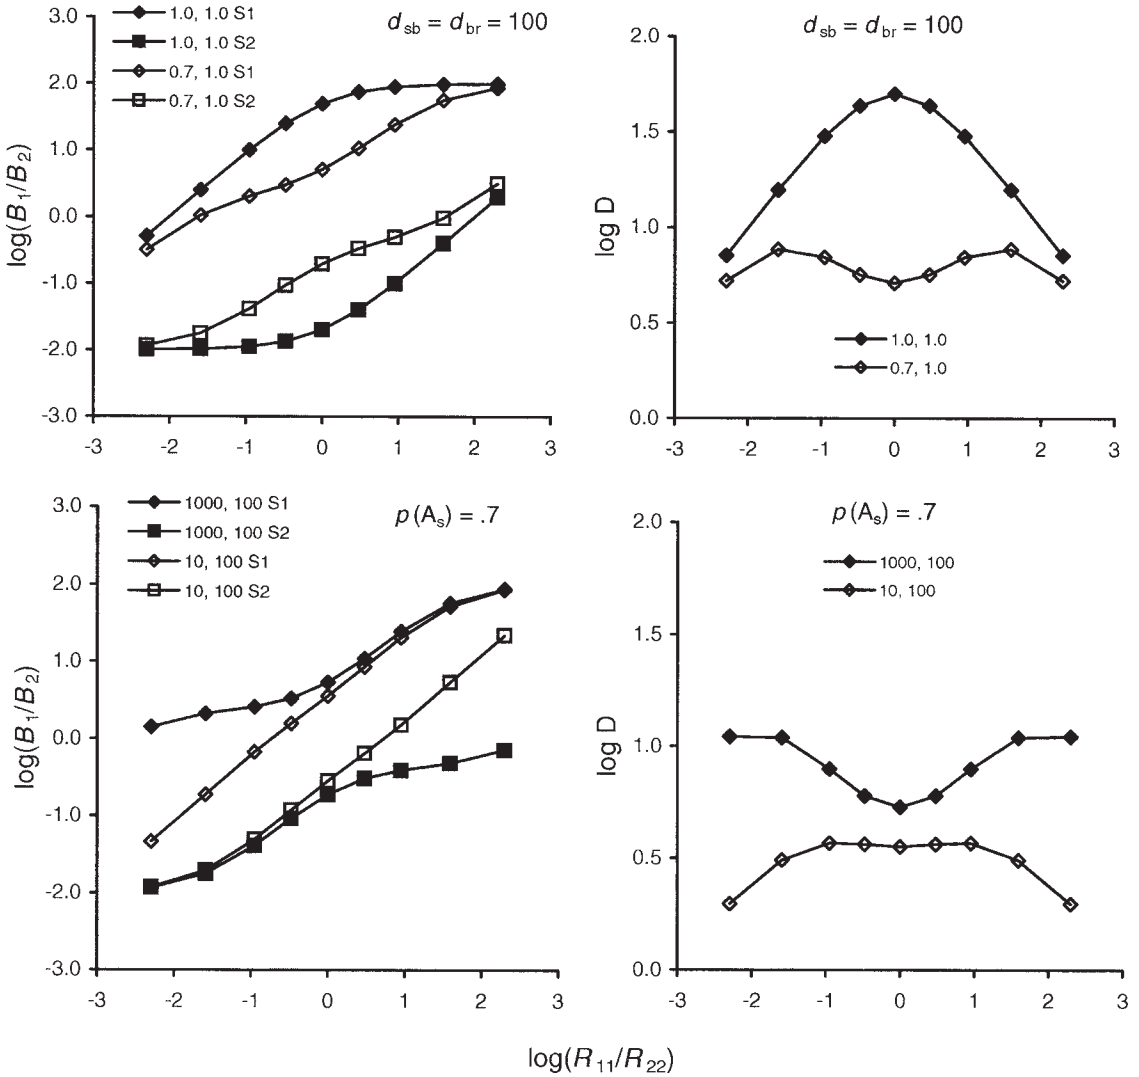 1.0, 1.0 S1
1.0, 1.0 S2
0.7, 1.0 S1
0.7, 1.0 S2
d_sb = d_br = 100
3.0
2.0
1.0
0.0
-1.0
-2.0
-3.0
log(B_1/B_2)
-3 -2 -1 0 1 2 3
d_sb = d_br = 100
2.0
1.5
1.0
0.5
0.0
log D
1.0, 1.0
0.7, 1.0
-3 -2 -1 0 1 2 3
1000, 100 S1
1000, 100 S2
10, 100 S1
10, 100 S2
p(A_s) = .7
3.0
2.0
1.0
0.0
-1.0
-2.0
-3.0
log(B_1/B_2)
-3 -2 -1 0 1 2 3
p(A_s) = .7
1000, 100
10, 100
2.0
1.5
1.0
0.5
0.0
log D
-3 -2 -1 0 1 2 3
log(R_11/R_22)